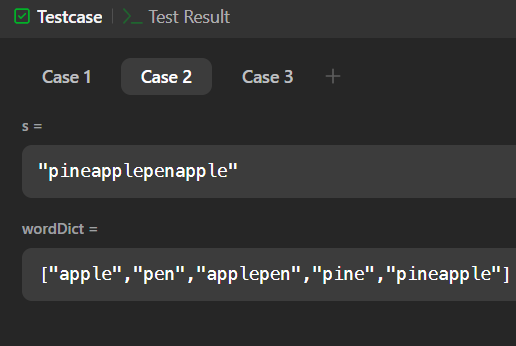 Testcase Test Result
Case 1 Case 2 Case 3
s =
"pineapplepenapple"
wordDict =
["apple","pen","applepen","pine","pineapple"]